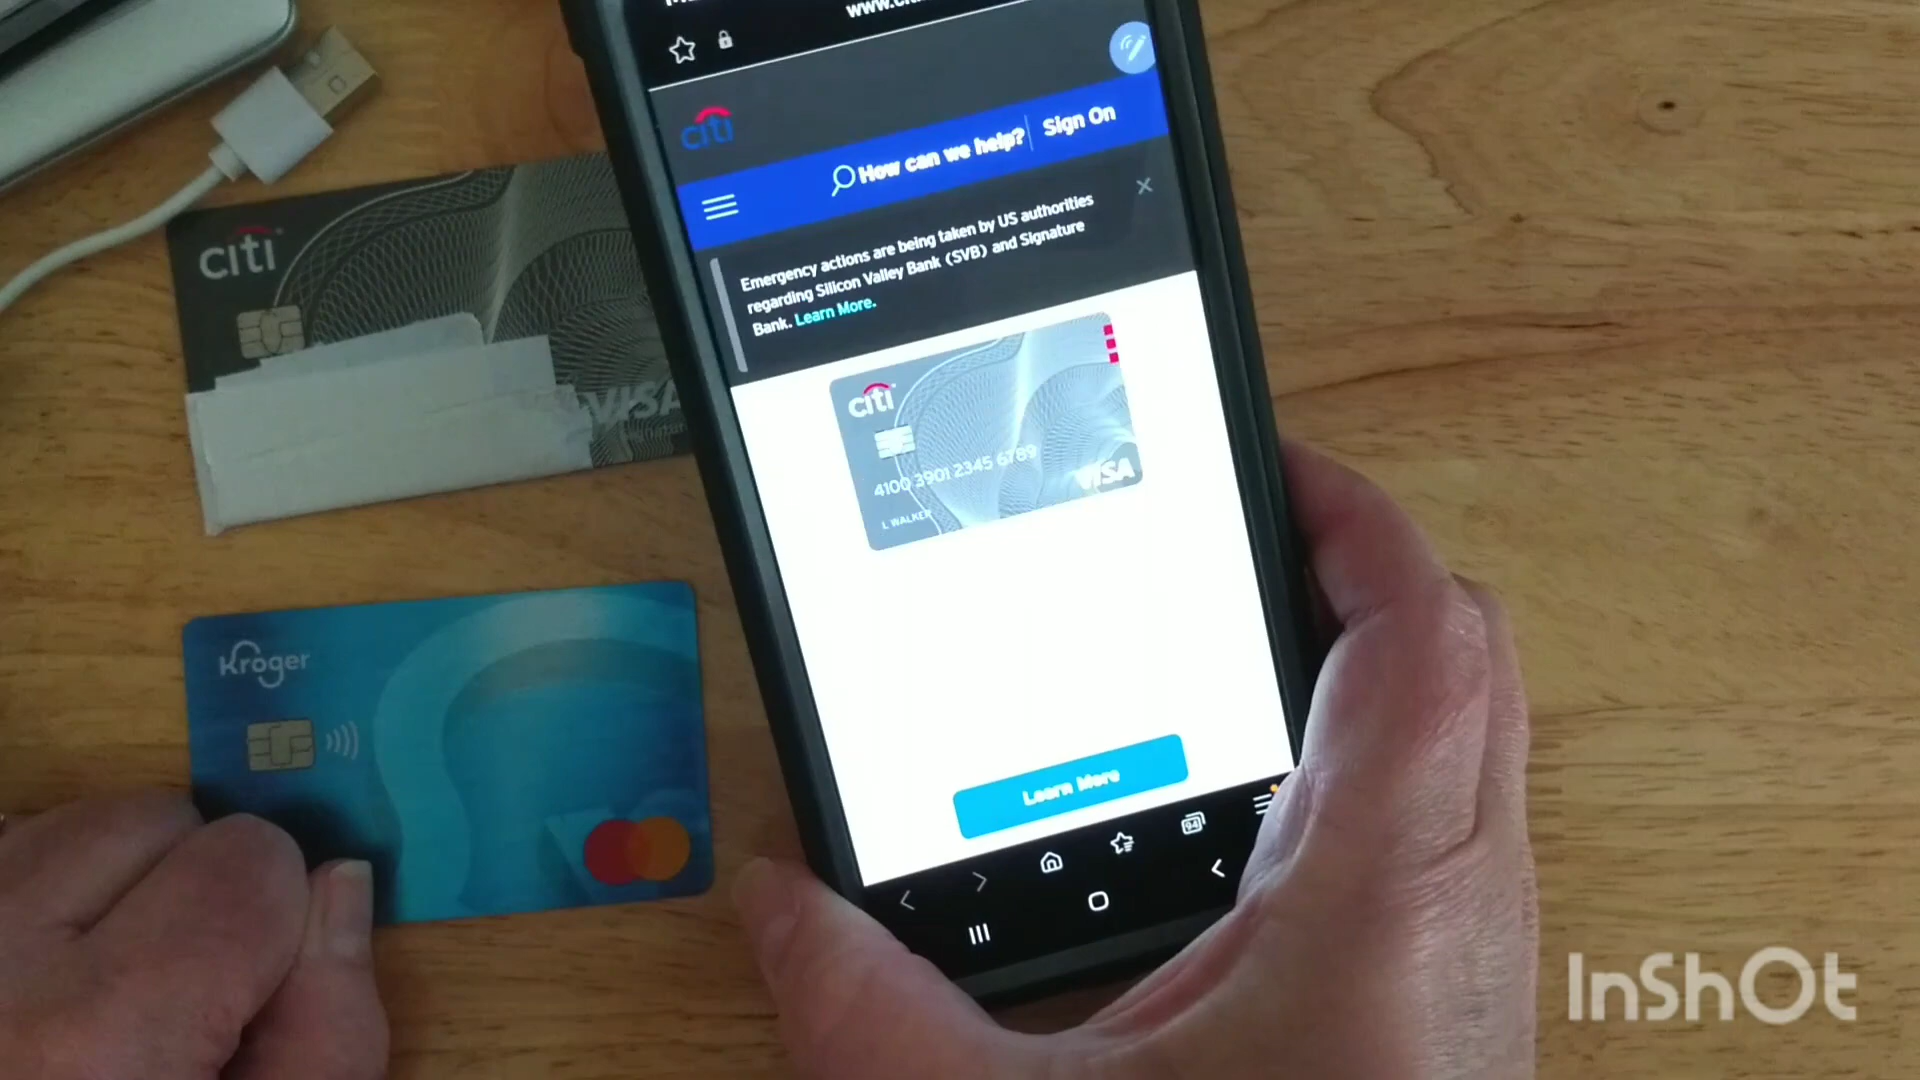 citi
How can we help?
Sign On
Emergency actions are being taken by US authorities
regarding Silicon Valley Bank (SVB) and Signature
Bank. Learn More.
citi
4100 3901 2345 6789
VISA
L WALKER
Learn More
94
citi
VISA
Signature
Kroger
InShOt